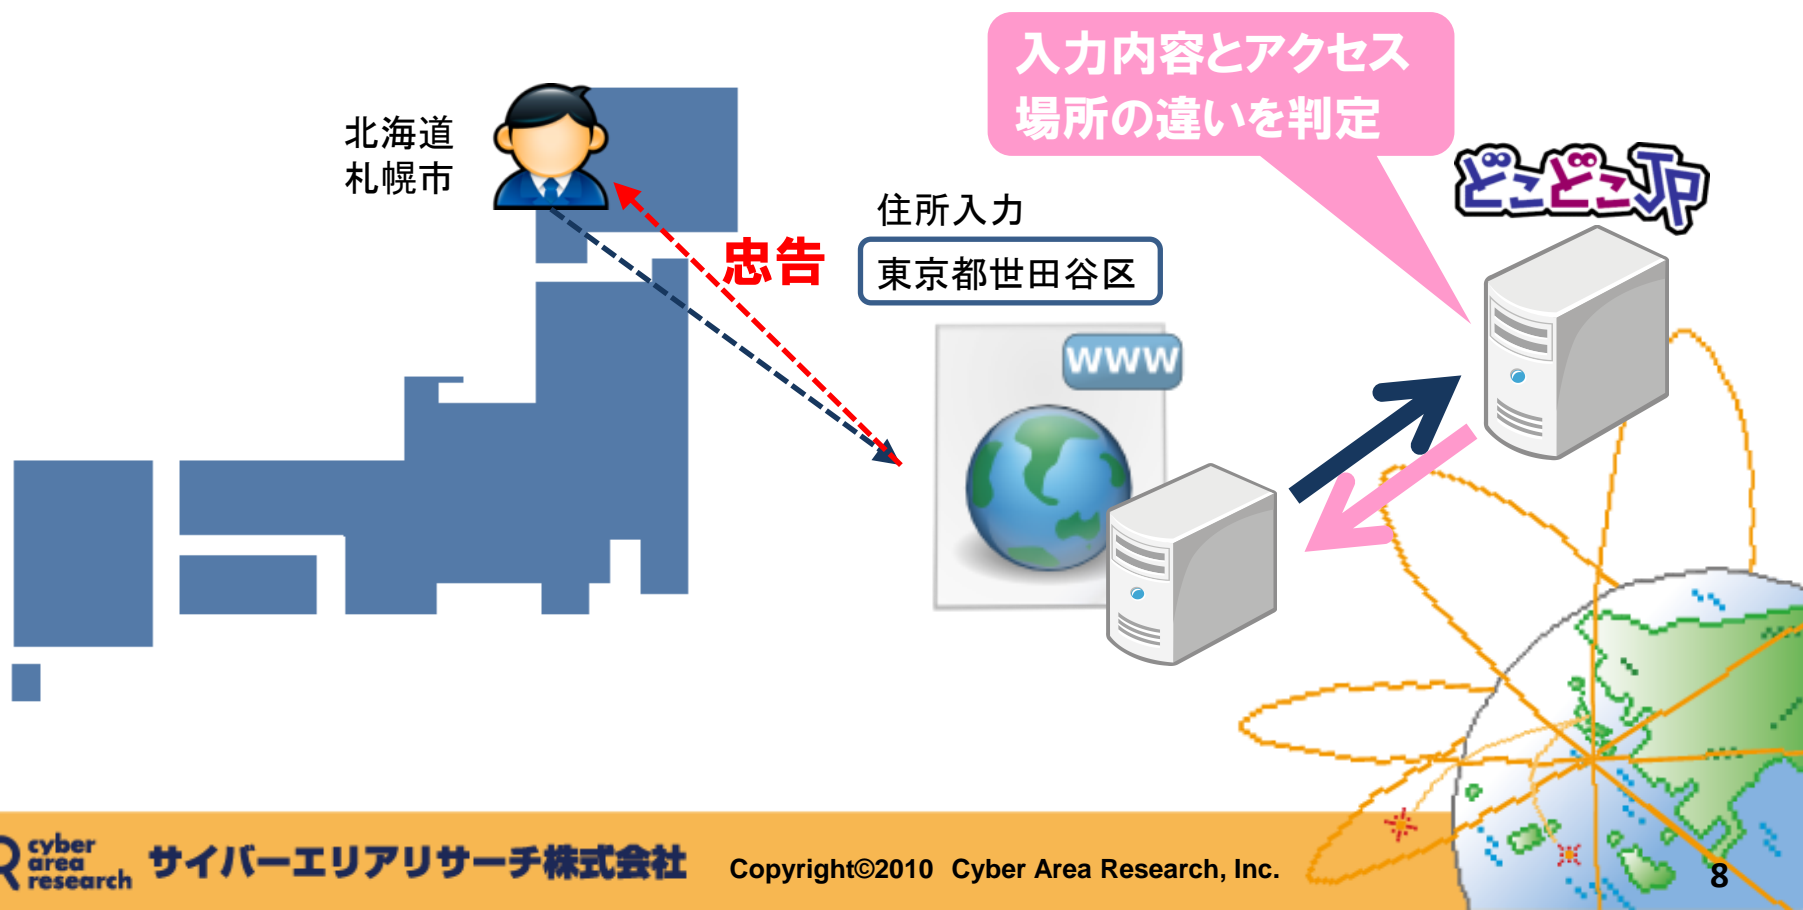 入力内容とアクセス
場所の違いを判定
北海道
札幌市
どこどこJP
住所入力
忠告
東京都世田谷区
www
cyber
area
research
サイバーエリアリサーチ株式会社
Copyright©2010 Cyber Area Research, Inc.
8